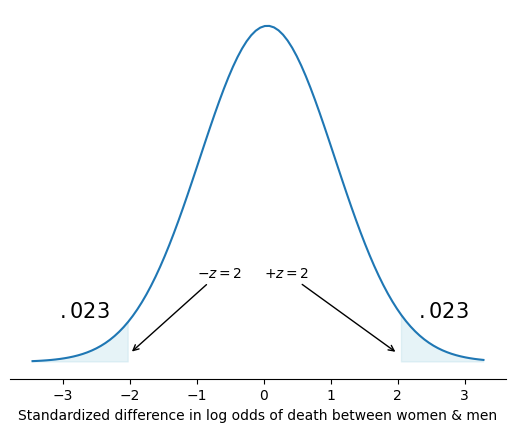 −z = 2 +z = 2
.023 .023
−3 −2 −1 0 1 2 3
Standardized difference in log odds of death between women & men